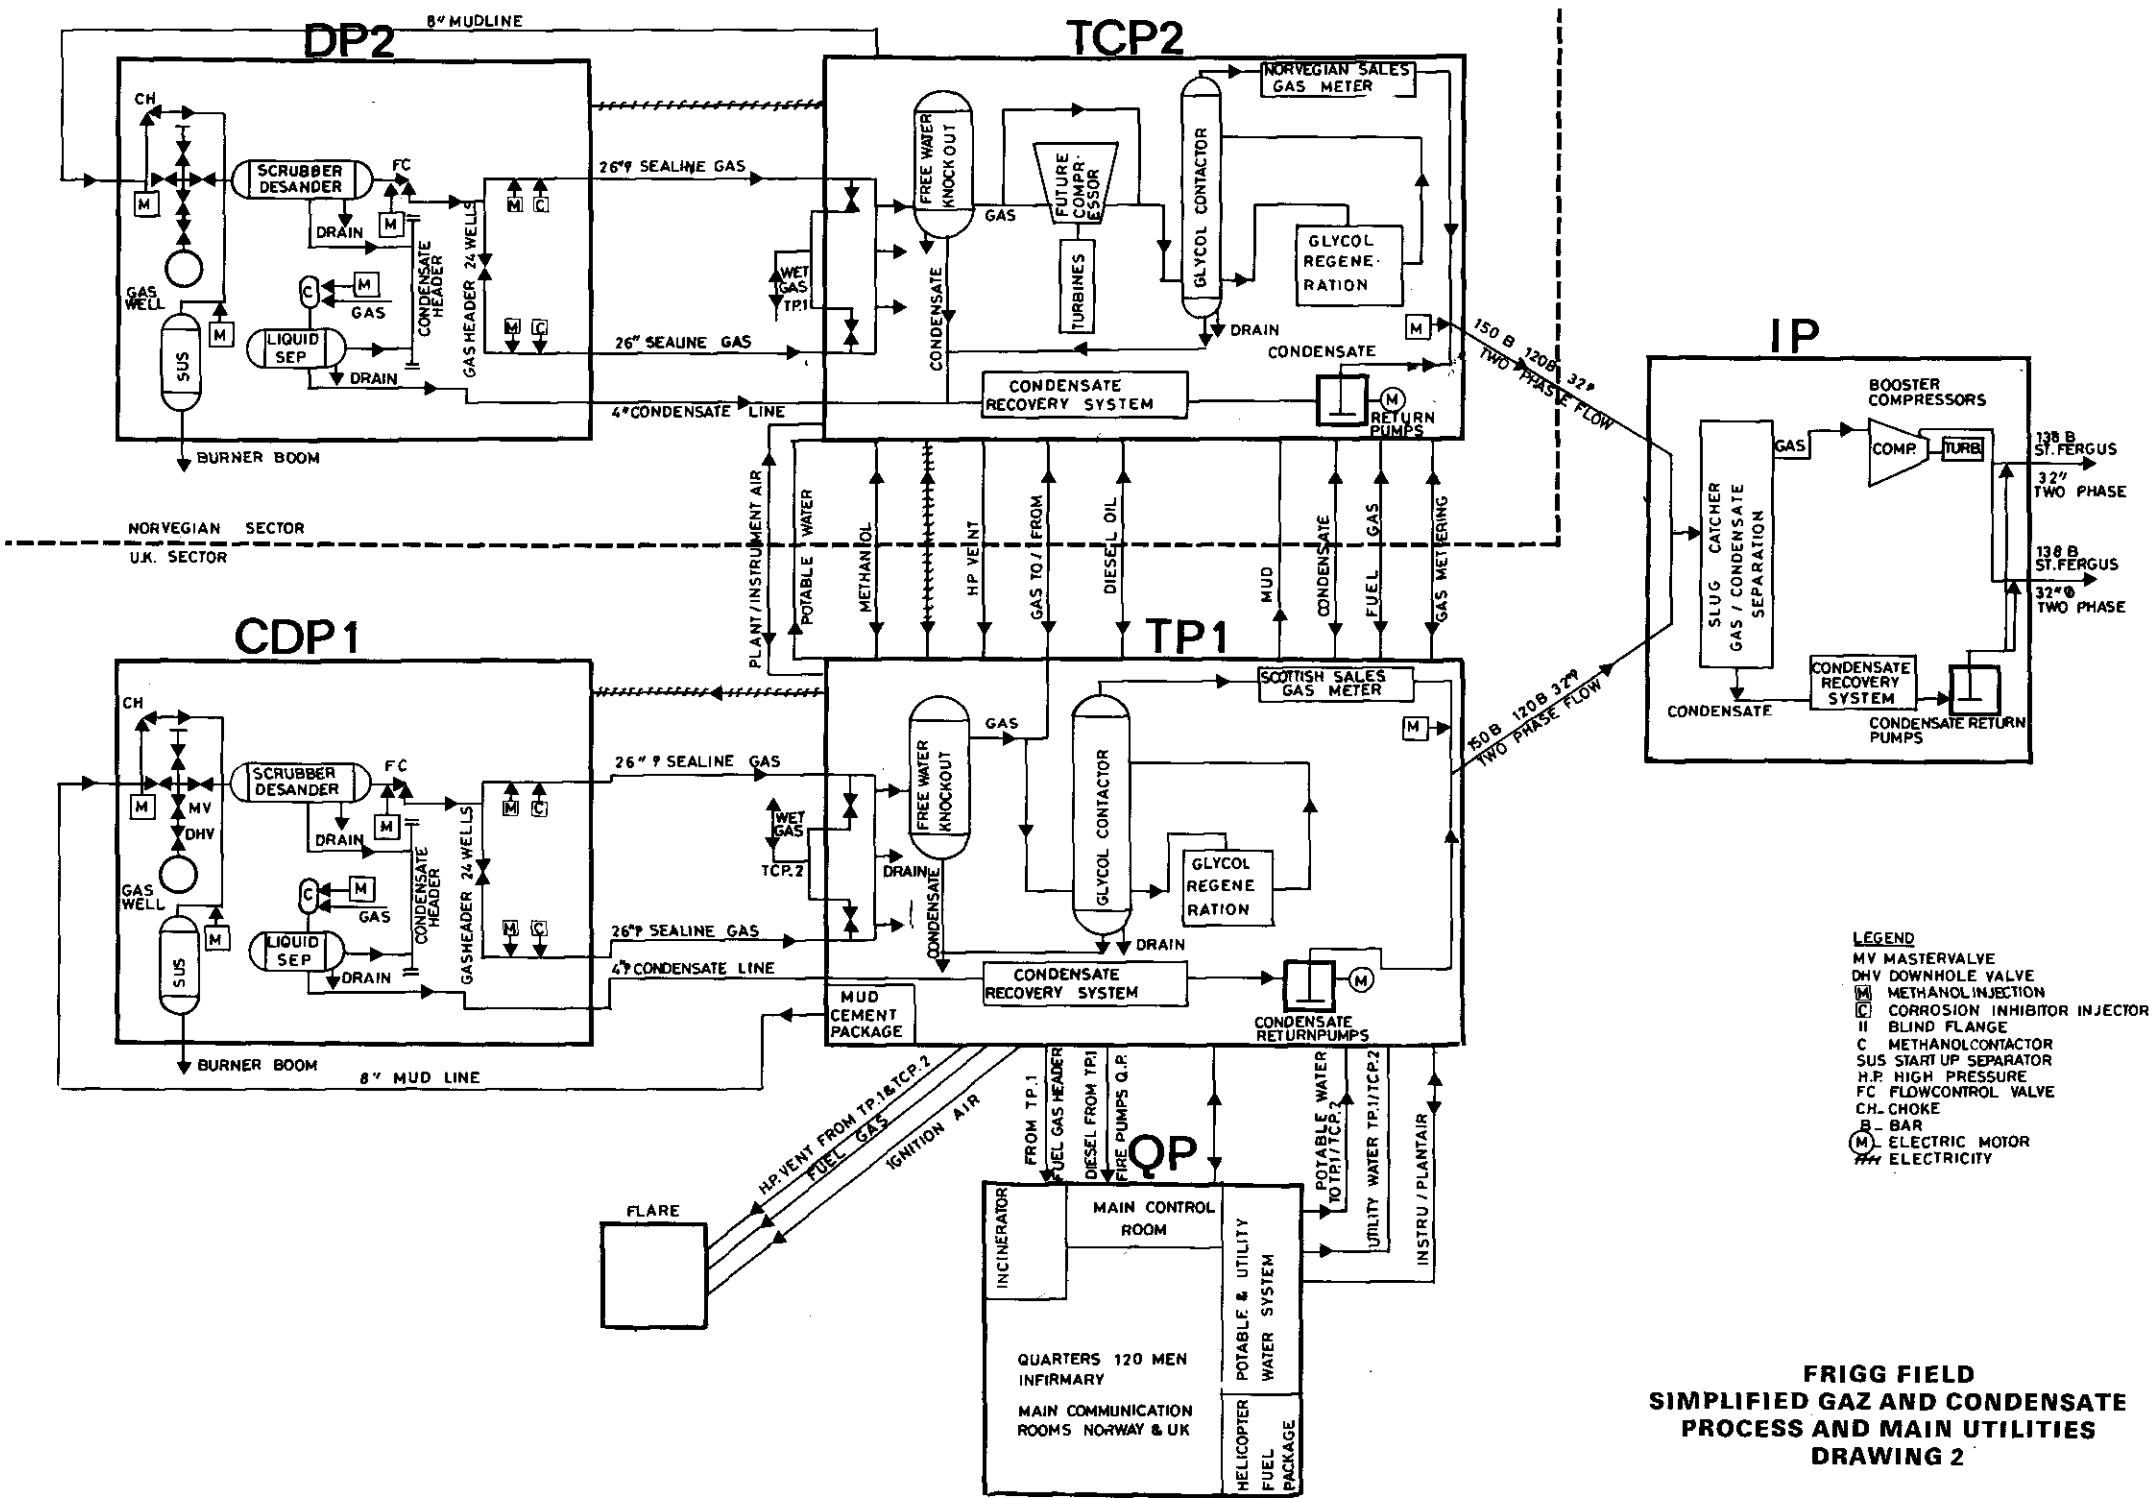 8" MUDLINE
DP2
CH
M
SCRUBBER
DESANDER
FC
M
DRAIN
GAS
WELL
C
M
GAS
M
LIQUID
SEP
DRAIN
SUS
CONDENSATE
HEADER
GASHEADER 24 WELLS
M
C
M
C
BURNER BOOM
26"φ SEALINE GAS
26" SEALINE GAS
4" CONDENSATE LINE
TCP2
WET
GAS
TP.1
FREE WATER
KNOCKOUT
GAS
CONDENSATE
FUTURE
COMPR-
ESSOR
TURBINES
GLYCOL CONTACTOR
DRAIN
NORVEGIAN SALES
GAS METER
GLYCOL
REGENE-
RATION
M
CONDENSATE
CONDENSATE
RECOVERY SYSTEM
M
RETURN
PUMPS
150 B 120B 32"φ
TWO PHASE FLOW
IP
SLUG CATCHER
GAS / CONDENSATE
SEPARATION
GAS
BOOSTER
COMPRESSORS
COMP.
TURB.
138 B
ST.FERGUS
32"
TWO PHASE
138 B
ST.FERGUS
32"φ
TWO PHASE
CONDENSATE
CONDENSATE
RECOVERY
SYSTEM
CONDENSATE RETURN
PUMPS
NORVEGIAN SECTOR
U.K. SECTOR
PLANT/INSTRUMENT AIR
POTABLE WATER
METHANOL
HP VENT
GAS TO / FROM
DIESEL OIL
MUD
CONDENSATE
FUEL GAS
GAS METERING
CDP1
CH
M
SCRUBBER
DESANDER
FC
MV
DHV
DRAIN
M
GAS
WELL
C
M
GAS
M
LIQUID
SEP
DRAIN
SUS
CONDENSATE
HEADER
GASHEADER 24 WELLS
M
C
M
C
BURNER BOOM
8" MUD LINE
26"φ SEALINE GAS
26"φ SEALINE GAS
4"φ CONDENSATE LINE
TP1
WET
GAS
TCP.2
FREE WATER
KNOCKOUT
GAS
DRAIN
CONDENSATE
GLYCOL CONTACTOR
DRAIN
SCOTTISH SALES
GAS METER
GLYCOL
REGENE
RATION
M
150 B 120B 32"φ
TWO PHASE FLOW
CONDENSATE
RECOVERY SYSTEM
M
CONDENSATE
RETURNPUMPS
MUD
CEMENT
PACKAGE
H.P. VENT FROM TP.1&TCP.2
FUEL GAS
IGNITION AIR
FLARE
FROM TP.1
FUEL GAS HEADER
DIESEL FROM TP.1
FIRE PUMPS Q.P.
POTABLE WATER
TO TP.1/TCP.2
UTILITY WATER TP.1/TCP.2
INSTRU / PLANTAIR
QP
INCINERATOR
MAIN CONTROL
ROOM
POTABLE & UTILITY
WATER SYSTEM
QUARTERS 120 MEN
INFIRMARY
MAIN COMMUNICATION
ROOMS NORWAY & UK
HELICOPTER
FUEL
PACKAGE
LEGEND
MV MASTERVALVE
DHV DOWNHOLE VALVE
M METHANOL INJECTION
C CORROSION INHIBITOR INJECTOR
II BLIND FLANGE
C METHANOLCONTACTOR
SUS START UP SEPARATOR
H.P. HIGH PRESSURE
FC FLOWCONTROL VALVE
CH_ CHOKE
B_ BAR
M_ ELECTRIC MOTOR
ELECTRICITY
FRIGG FIELD
SIMPLIFIED GAZ AND CONDENSATE
PROCESS AND MAIN UTILITIES
DRAWING 2